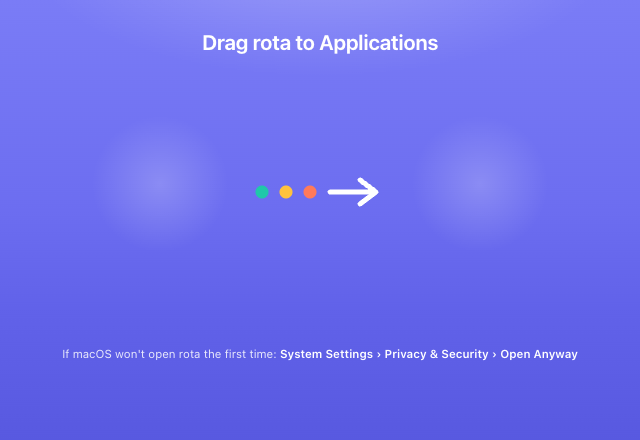 Drag rota to Applications
If macOS won't open rota the first time: System Settings › Privacy & Security › Open Anyway